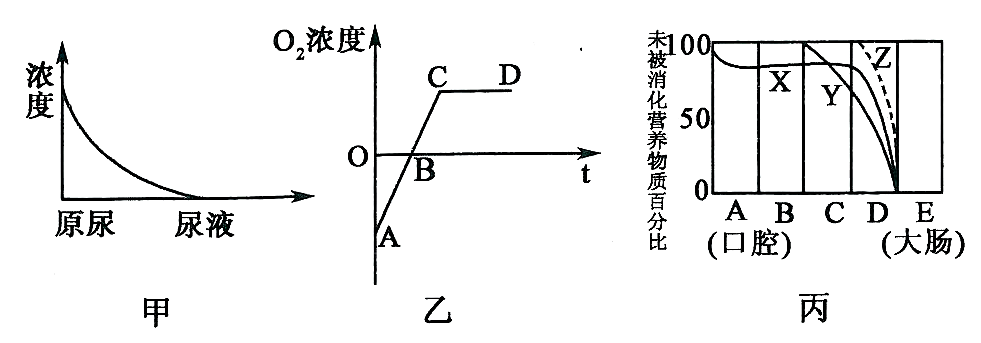 浓度
原尿 尿液
甲
O₂浓度
C D
O B t
A
乙
未被消化营养物质百分比
100
50
0
X Y Z
A B C D E
(口腔) (大肠)
丙